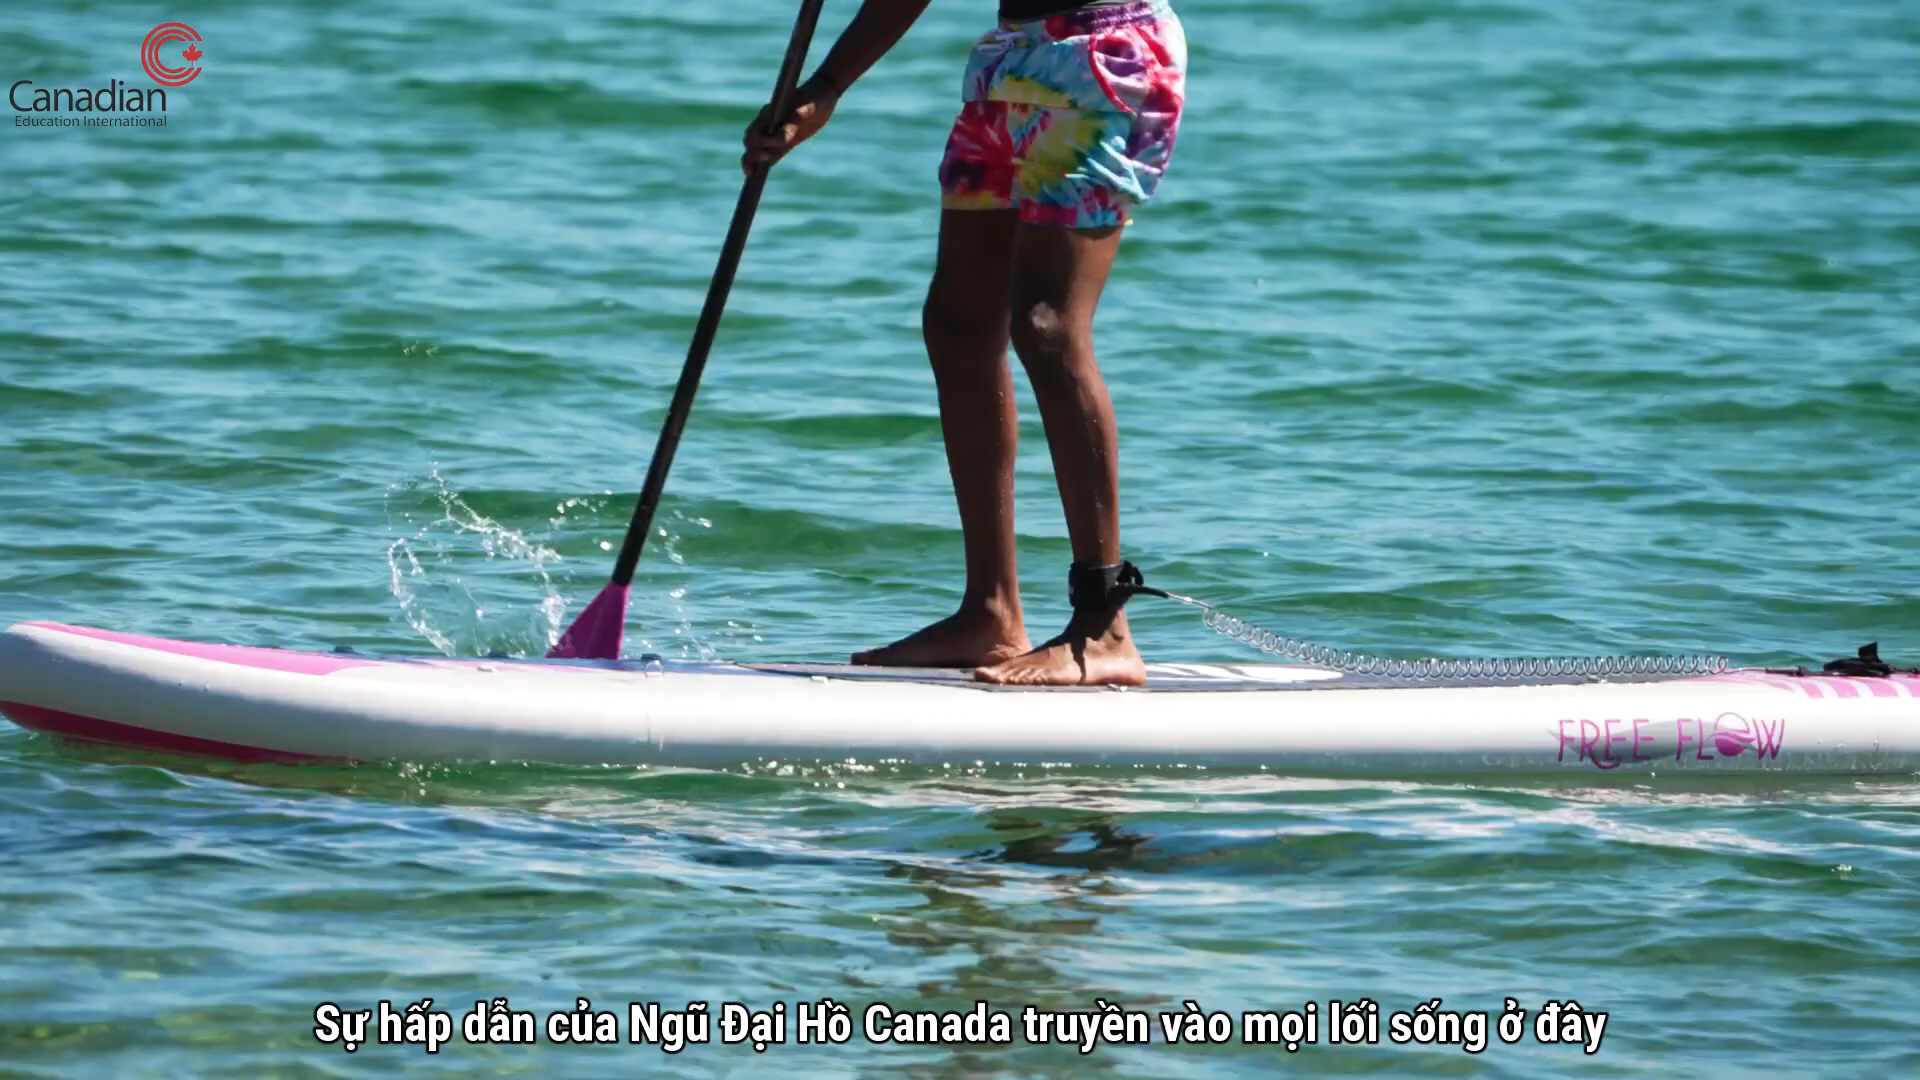 Canadian
Education International
FREE FLOW
Sự hấp dẫn của Ngũ Đại Hồ Canada truyền vào mọi lối sống ở đây